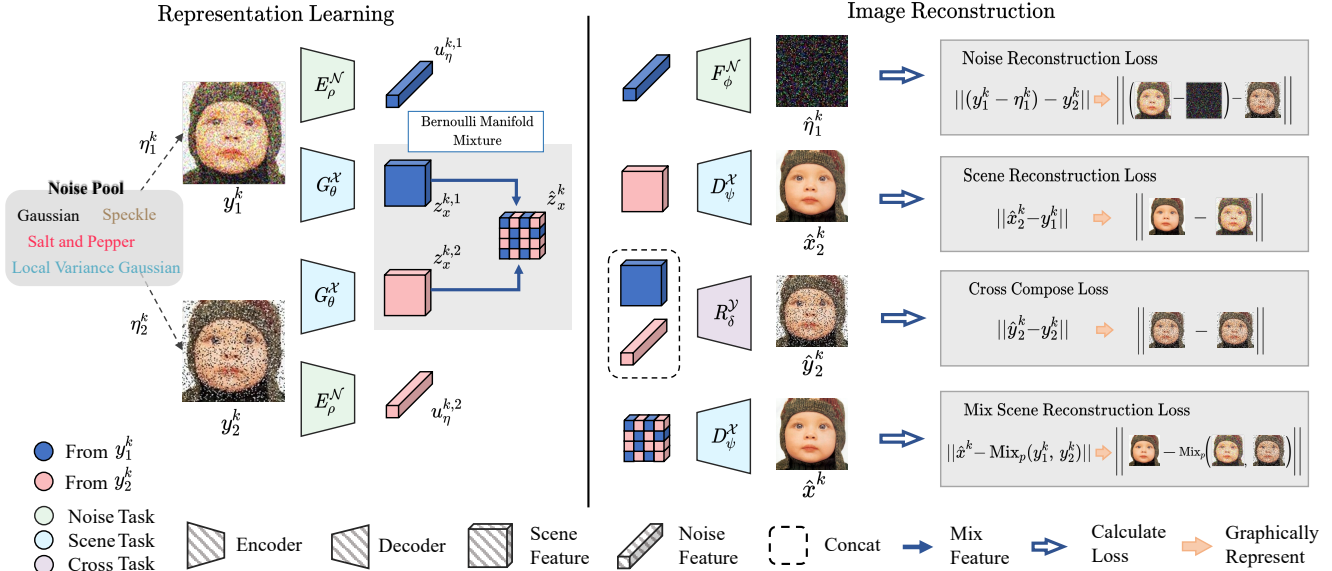 Representation Learning
Image Reconstruction
E_ρ^𝒩
u_η^{k,1}
η_1^k
y_1^k
Bernoulli Manifold
Mixture
G_θ^𝒳
z_x^{k,1}
ẑ_x^k
Noise Pool
Gaussian
Speckle
Salt and Pepper
Local Variance Gaussian
z_x^{k,2}
G_θ^𝒳
η_2^k
y_2^k
E_ρ^𝒩
u_η^{k,2}
F_ϕ^𝒩
η̂_1^k
Noise Reconstruction Loss
||(y_1^k − η_1^k) − y_2^k||
||( − ) − ||
D_ψ^𝒳
x̂_2^k
Scene Reconstruction Loss
||x̂_2^k − y_1^k||
|| − ||
R_δ^𝒴
ŷ_2^k
Cross Compose Loss
||ŷ_2^k − y_2^k||
|| − ||
D_ψ^𝒳
x̂^k
Mix Scene Reconstruction Loss
||x̂^k − Mix_p(y_1^k, y_2^k)||
|| − Mix_p( , )||
From y_1^k
From y_2^k
Noise Task
Scene Task
Cross Task
Encoder
Decoder
Scene
Feature
Noise
Feature
Concat
Mix
Feature
Calculate
Loss
Graphically
Represent